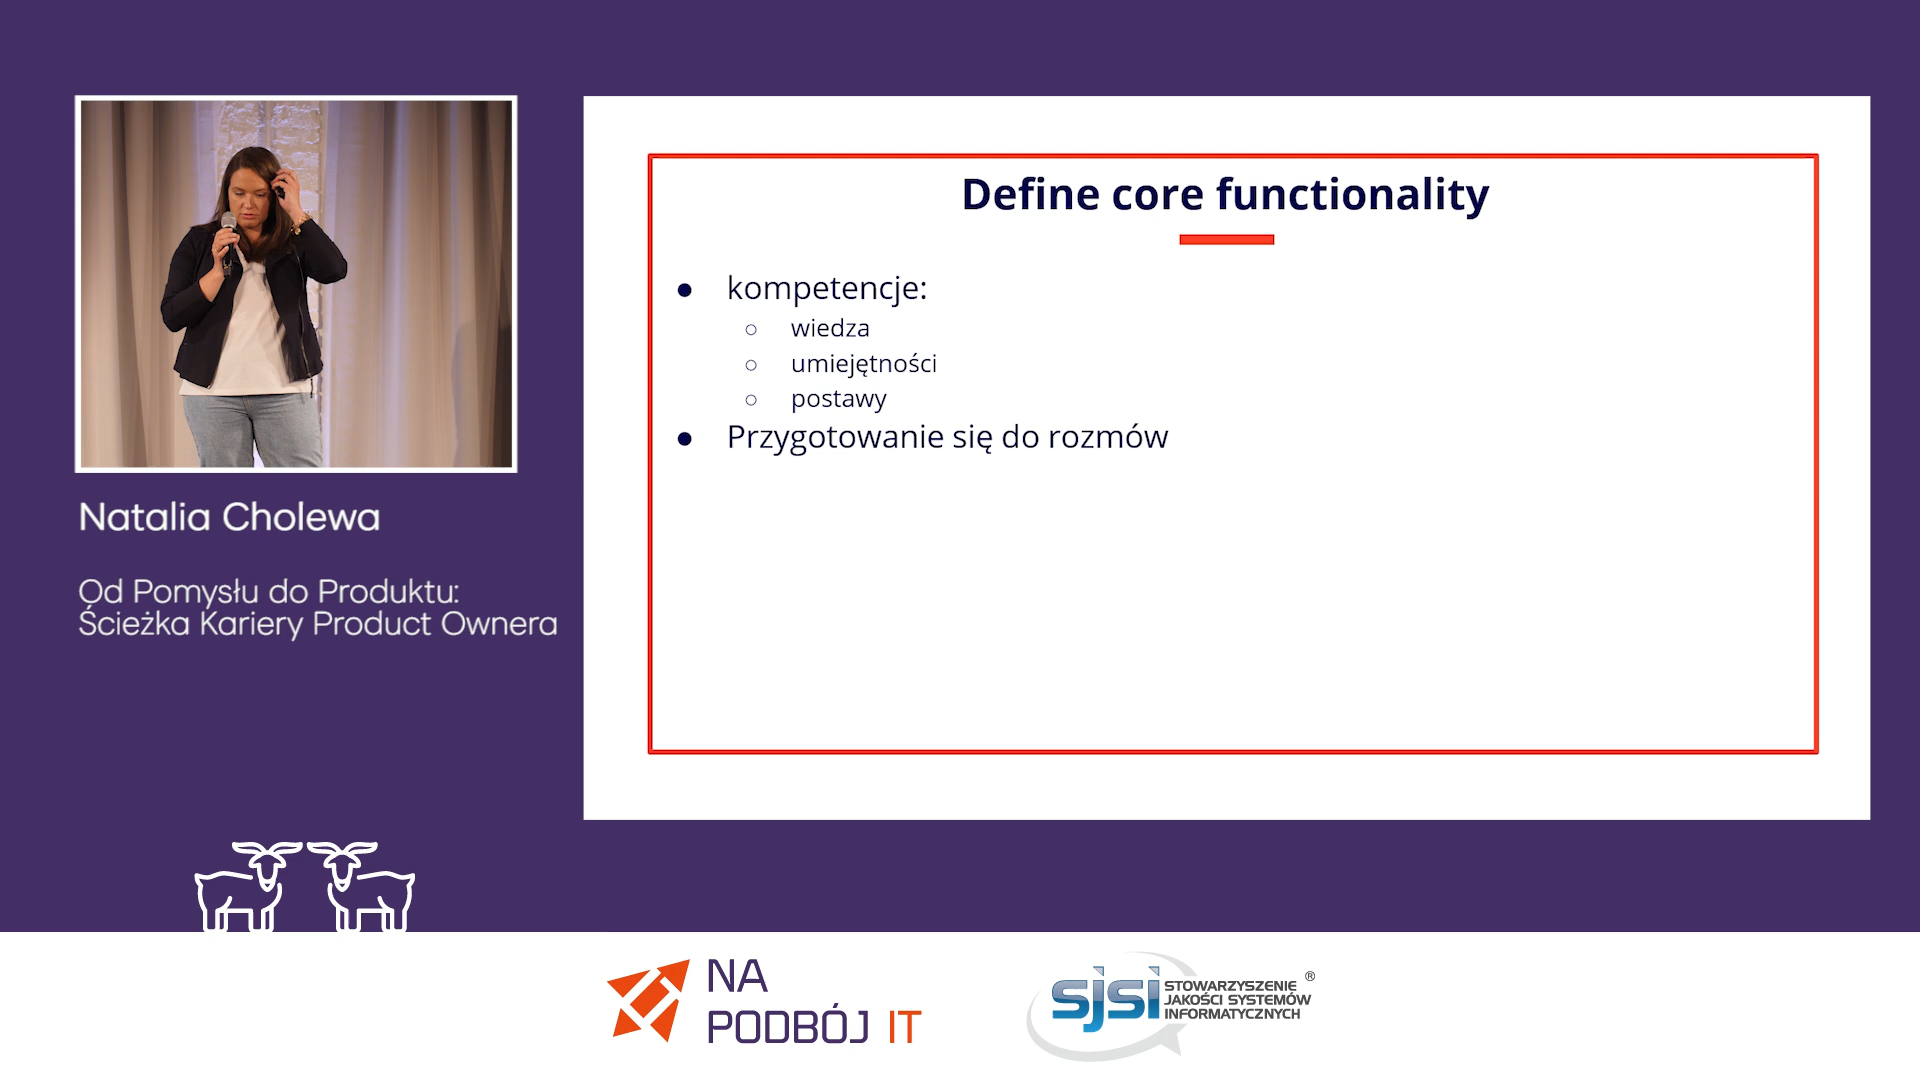 Define core functionality
● kompetencje:
○ wiedza
○ umiejętności
○ postawy
● Przygotowanie się do rozmów
Natalia Cholewa
Od Pomysłu do Produktu:
Ścieżka Kariery Product Ownera
NA
PODBÓJ IT
sjsi
STOWARZYSZENIE ®
JAKOŚCI SYSTEMÓW
INFORMATYCZNYCH